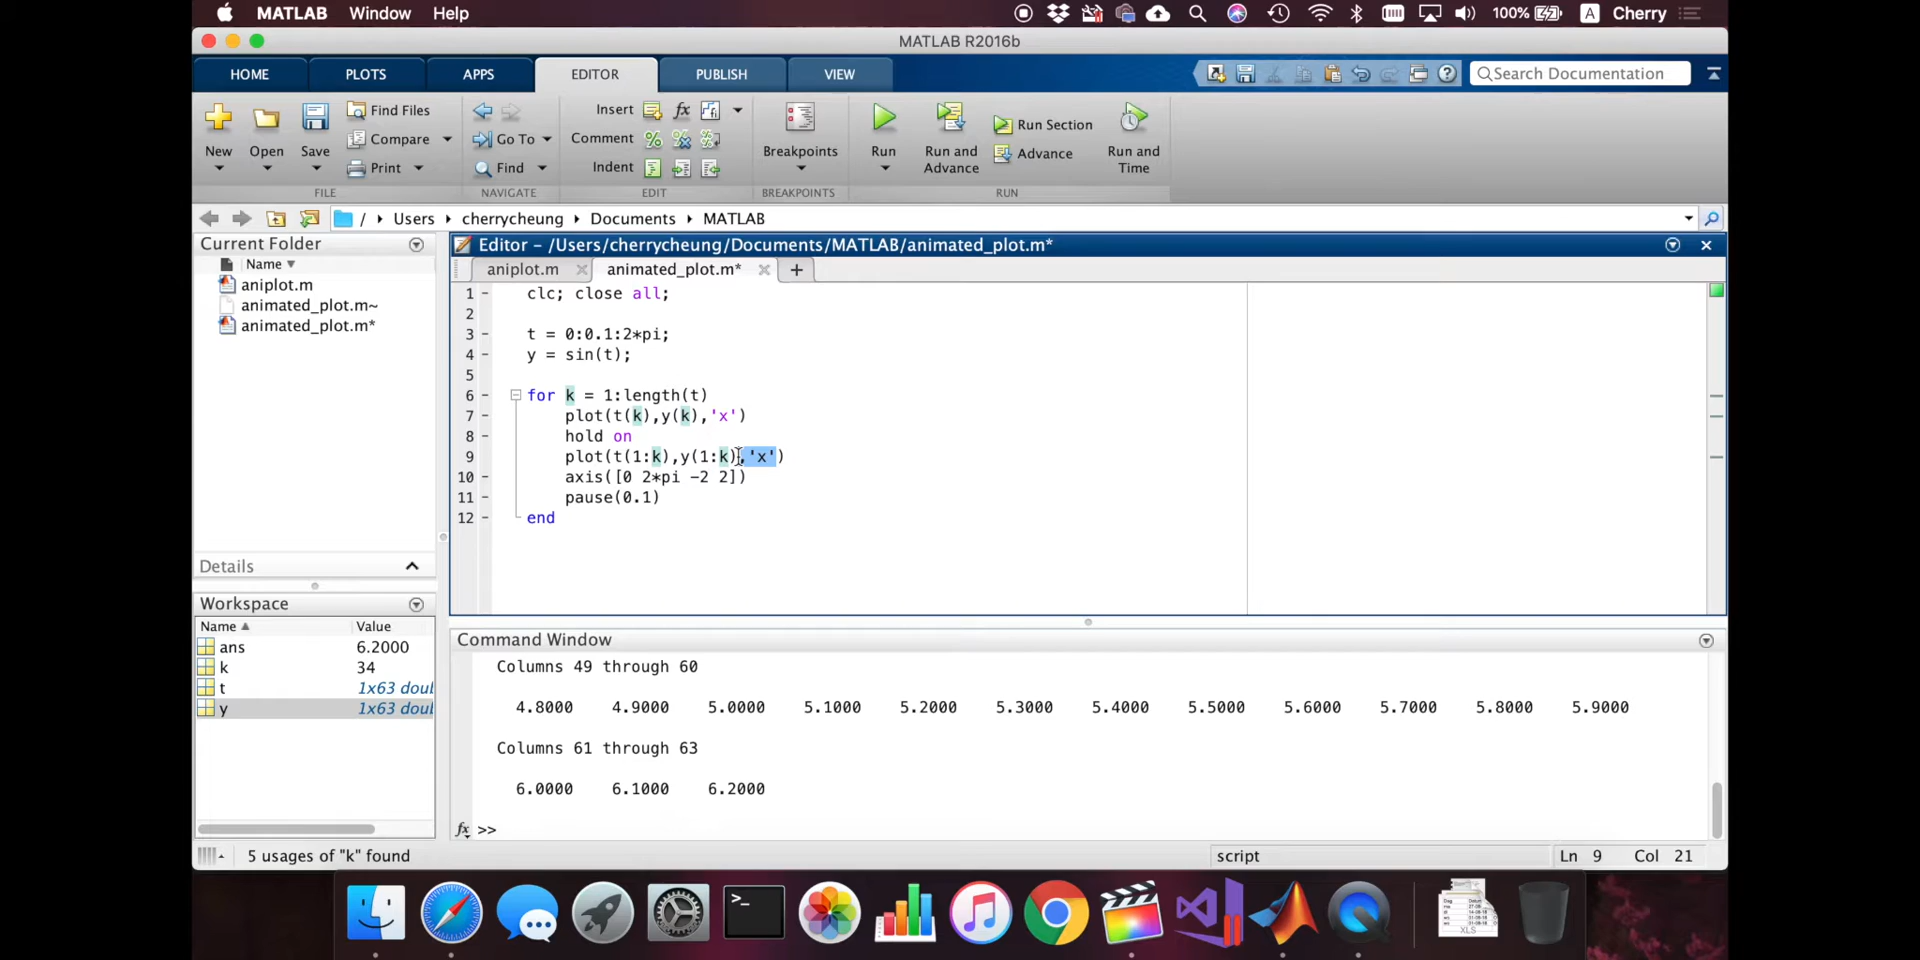 MATLAB Window Help 100% A Cherry
MATLAB R2016b
HOME PLOTS APPS EDITOR PUBLISH VIEW Search Documentation
New Open Save Find Files Compare Print
Go To Find
Insert fx
Comment
Indent
Breakpoints
Run Run and Advance Run Section Advance Run and Time
FILE NAVIGATE EDIT BREAKPOINTS RUN
/ Users cherrycheung Documents MATLAB
Current Folder
Name
aniplot.m
animated_plot.m~
animated_plot.m*
Details
Workspace
Name Value
ans 6.2000
k 34
t 1x63 doul
y 1x63 doul
Editor - /Users/cherrycheung/Documents/MATLAB/animated_plot.m*
aniplot.m animated_plot.m* +
1 - clc; close all;
2
3 - t = 0:0.1:2*pi;
4 - y = sin(t);
5
6 - for k = 1:length(t)
7 - plot(t(k),y(k),'x')
8 - hold on
9 - plot(t(1:k),y(1:k),'x')
10 - axis([0 2*pi -2 2])
11 - pause(0.1)
12 - end
Command Window
Columns 49 through 60
4.8000 4.9000 5.0000 5.1000 5.2000 5.3000 5.4000 5.5000 5.6000 5.7000 5.8000 5.9000
Columns 61 through 63
6.0000 6.1000 6.2000
fx >>
5 usages of "k" found script Ln 9 Col 21
>_
XLS